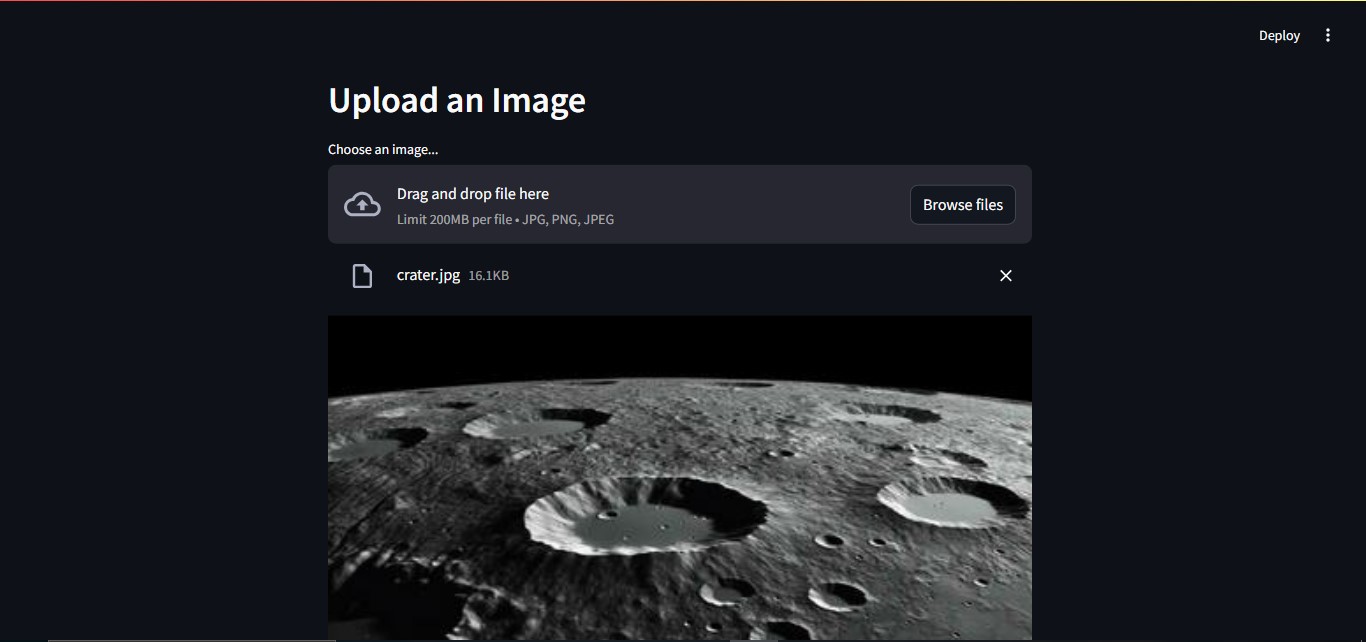 Deploy
Upload an Image
Choose an image...
Drag and drop file here
Limit 200MB per file • JPG, PNG, JPEG
Browse files
crater.jpg 16.1KB